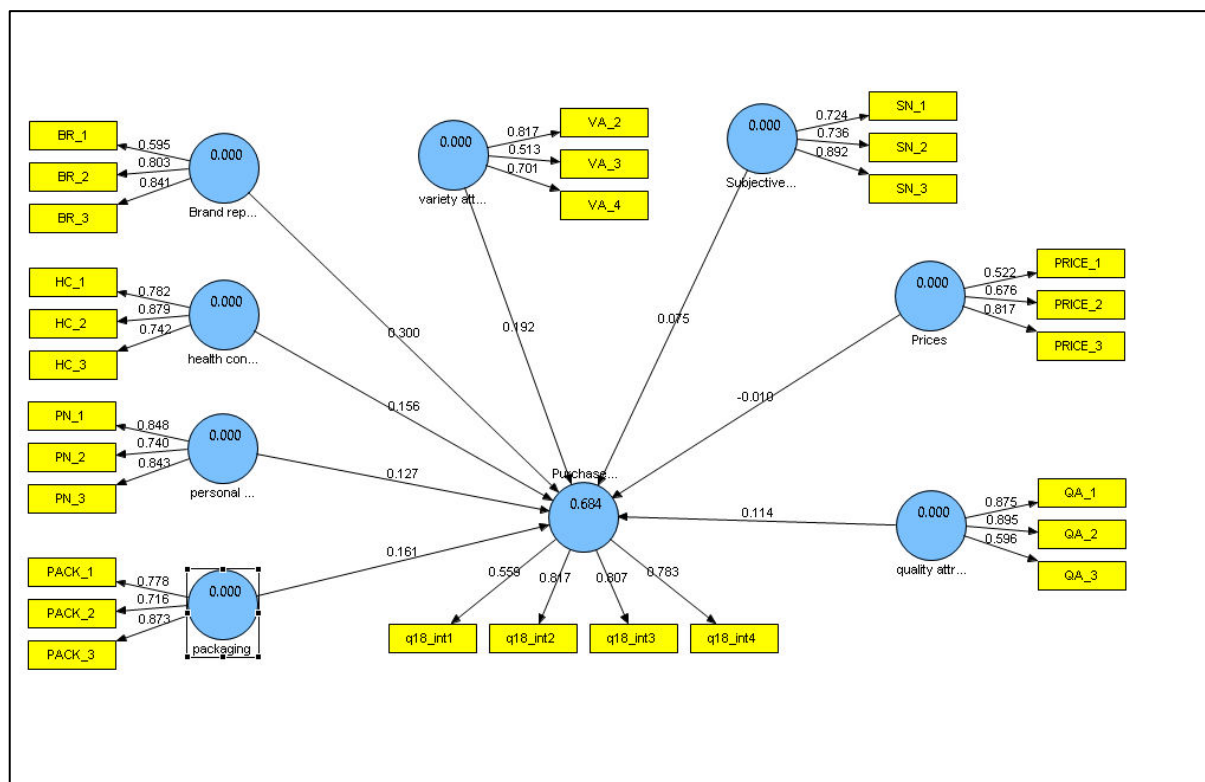 BR_1
0.595
BR_2
0.803
0.841
BR_3
0.000
Brand rep...
0.000
variety att...
0.817
VA_2
0.513
VA_3
0.701
VA_4
0.000
Subjective...
0.724
SN_1
0.736
SN_2
0.892
SN_3
HC_1
0.782
HC_2
0.879
0.742
HC_3
0.000
health con...
0.300
0.192
0.075
0.000
Prices
0.522
PRICE_1
0.676
PRICE_2
0.817
PRICE_3
0.156
-0.010
PN_1
0.848
PN_2
0.740
0.843
PN_3
0.000
personal ...
0.127
Purchase...
0.684
0.114
0.000
quality attr...
0.875
QA_1
0.895
QA_2
0.596
QA_3
PACK_1
0.778
PACK_2
0.716
0.873
PACK_3
0.000
packaging
0.161
0.559
0.817
0.807
0.783
q18_int1
q18_int2
q18_int3
q18_int4